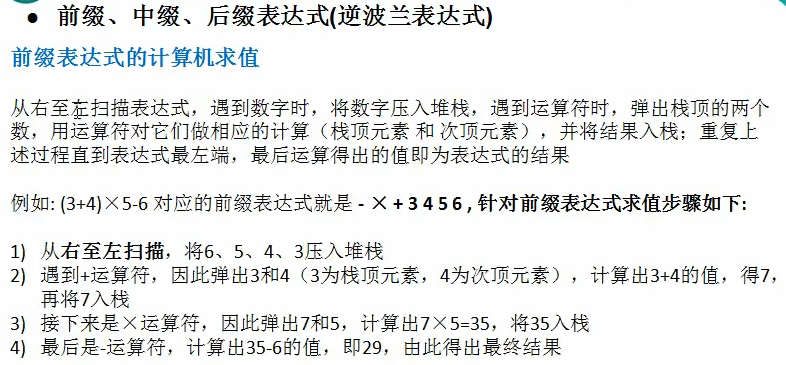 ● 前缀、中缀、后缀表达式(逆波兰表达式)
前缀表达式的计算机求值
从右至左扫描表达式，遇到数字时，将数字压入堆栈，遇到运算符时，弹出栈顶的两个
数，用运算符对它们做相应的计算（栈顶元素 和 次顶元素），并将结果入栈；重复上
述过程直到表达式最左端，最后运算得出的值即为表达式的结果
例如: (3+4)×5-6 对应的前缀表达式就是 - × + 3 4 5 6 , 针对前缀表达式求值步骤如下:
1) 从右至左扫描，将6、5、4、3压入堆栈
2) 遇到+运算符，因此弹出3和4（3为栈顶元素，4为次顶元素），计算出3+4的值，得7，
再将7入栈
3) 接下来是×运算符，因此弹出7和5，计算出7×5=35，将35入栈
4) 最后是-运算符，计算出35-6的值，即29，由此得出最终结果